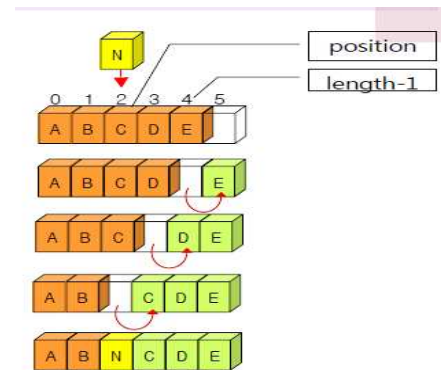 N
position
length-1
0 1 2 3 4 5
A B C D E
A B C D E
A B C D E
A B C D E
A B N C D E